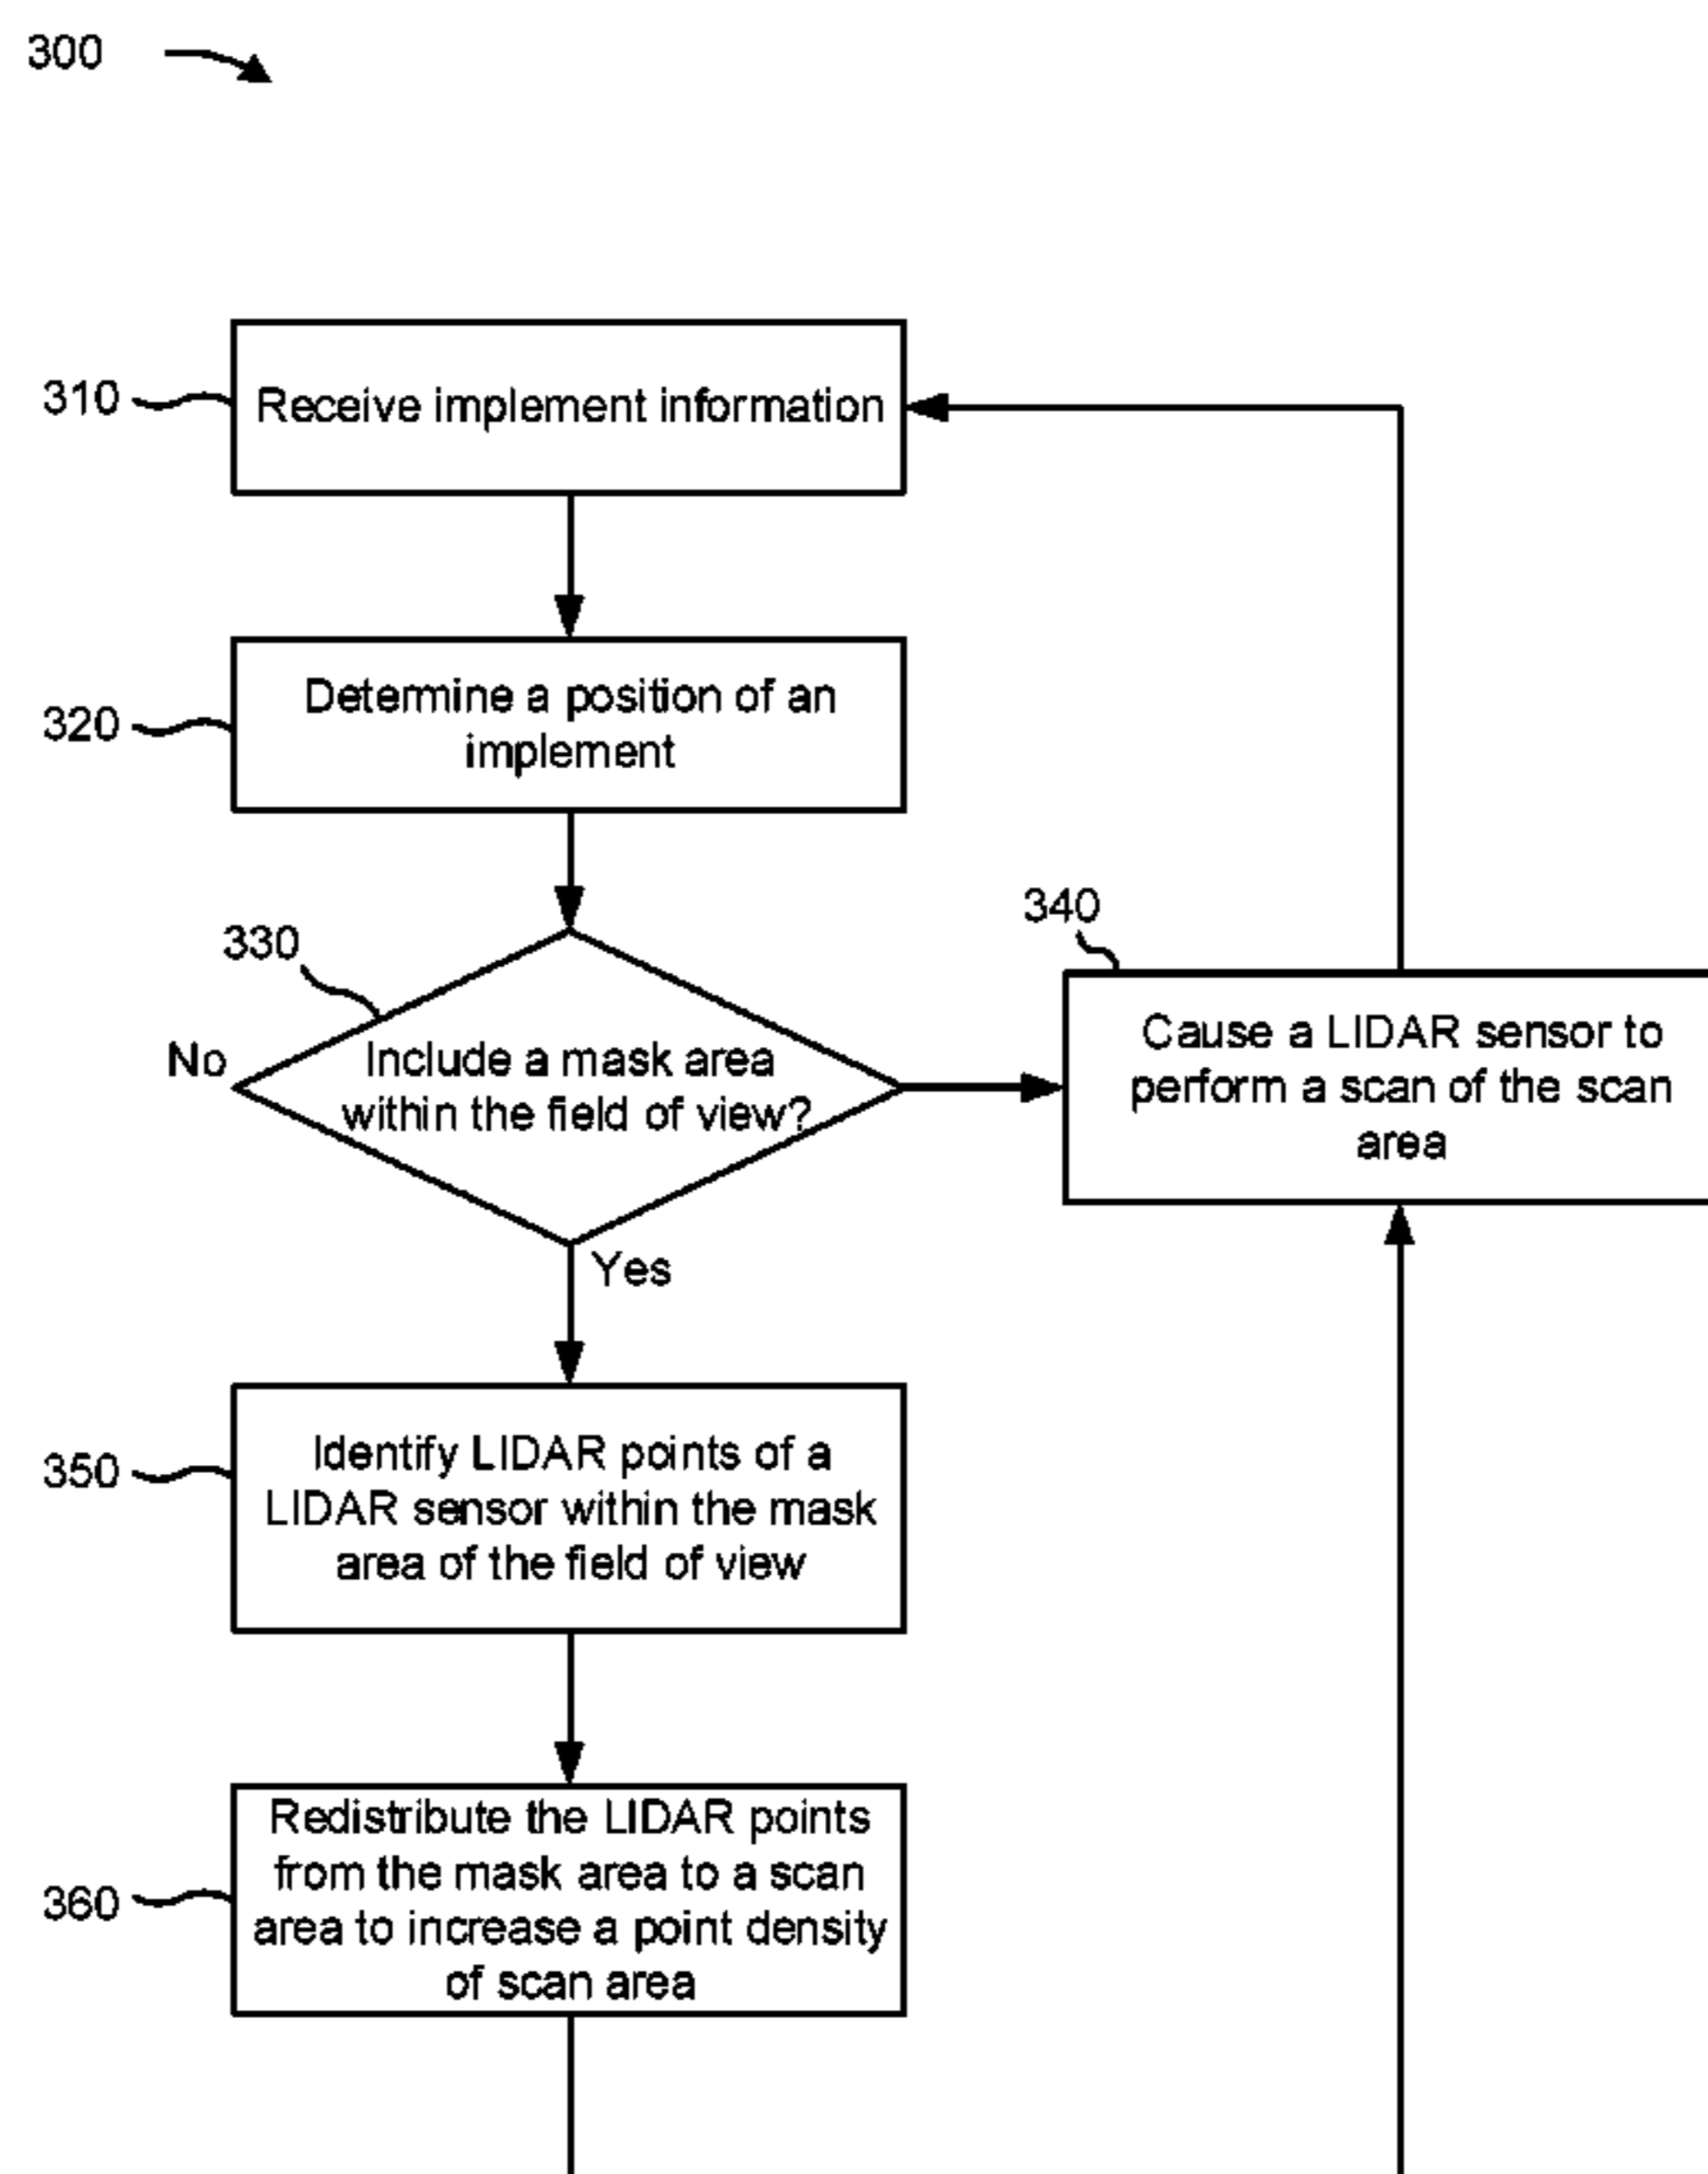 300
310
Receive implement information
320
Determine a position of an
implement
330
340
No
Include a mask area
within the field of view?
Cause a LIDAR sensor to
perform a scan of the scan
area
Yes
350
Identify LIDAR points of a
LIDAR sensor within the mask
area of the field of view
360
Redistribute the LIDAR points
from the mask area to a scan
area to increase a point density
of scan area